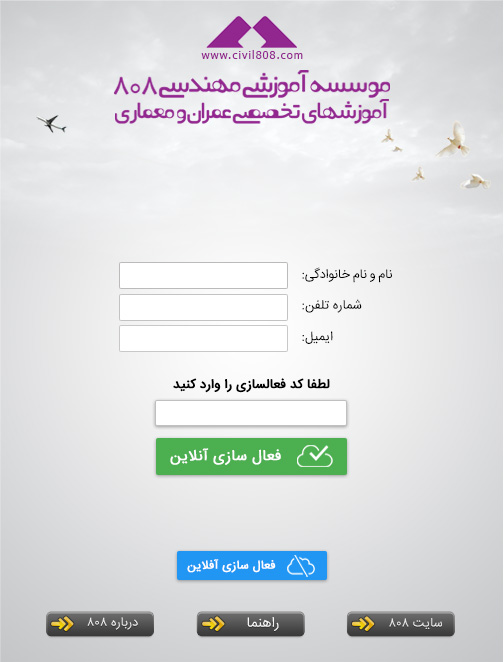 www.civil808.com
موسسه آموزشی مهندسی ۸۰۸
آموزشهای تخصصی عمران و معماری
نام و نام خانوادگی:
شماره تلفن:
ایمیل:
لطفا کد فعالسازی را وارد کنید
فعال سازی آنلاین
فعال سازی آفلاین
سایت ۸۰۸
راهنما
درباره ۸۰۸